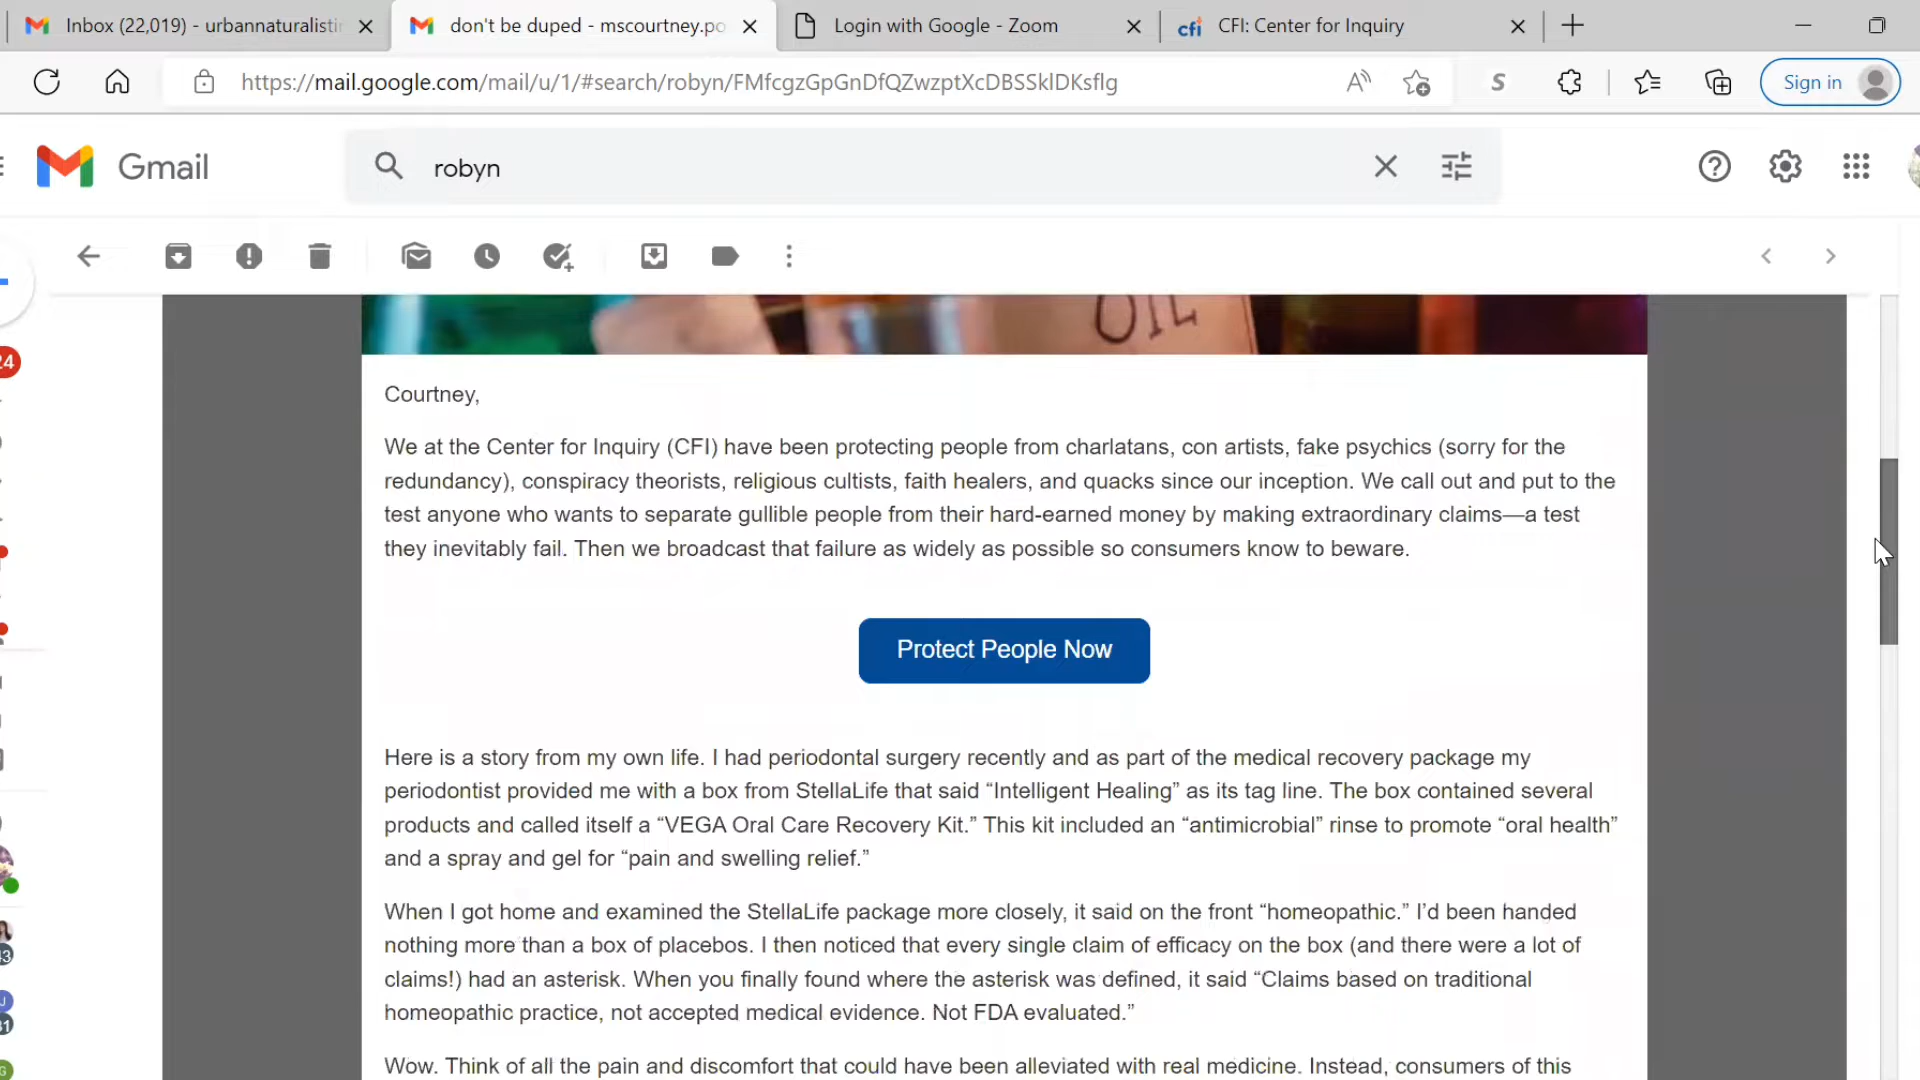 Inbox (22,019) - urbannaturalistir
don't be duped - mscourtney.po
Login with Google - Zoom
cfi CFI: Center for Inquiry
https://mail.google.com/mail/u/1/#search/robyn/FMfcgzGpGnDfQZwzptXcDBSSklDKsflg
Sign in
Gmail
robyn
24
OIL
Courtney,
We at the Center for Inquiry (CFI) have been protecting people from charlatans, con artists, fake psychics (sorry for the
redundancy), conspiracy theorists, religious cultists, faith healers, and quacks since our inception. We call out and put to the
test anyone who wants to separate gullible people from their hard-earned money by making extraordinary claims—a test
they inevitably fail. Then we broadcast that failure as widely as possible so consumers know to beware.
Protect People Now
Here is a story from my own life. I had periodontal surgery recently and as part of the medical recovery package my
periodontist provided me with a box from StellaLife that said “Intelligent Healing” as its tag line. The box contained several
products and called itself a “VEGA Oral Care Recovery Kit.” This kit included an “antimicrobial” rinse to promote “oral health”
and a spray and gel for “pain and swelling relief.”
When I got home and examined the StellaLife package more closely, it said on the front “homeopathic.” I’d been handed
nothing more than a box of placebos. I then noticed that every single claim of efficacy on the box (and there were a lot of
claims!) had an asterisk. When you finally found where the asterisk was defined, it said “Claims based on traditional
homeopathic practice, not accepted medical evidence. Not FDA evaluated.”
Wow. Think of all the pain and discomfort that could have been alleviated with real medicine. Instead, consumers of this